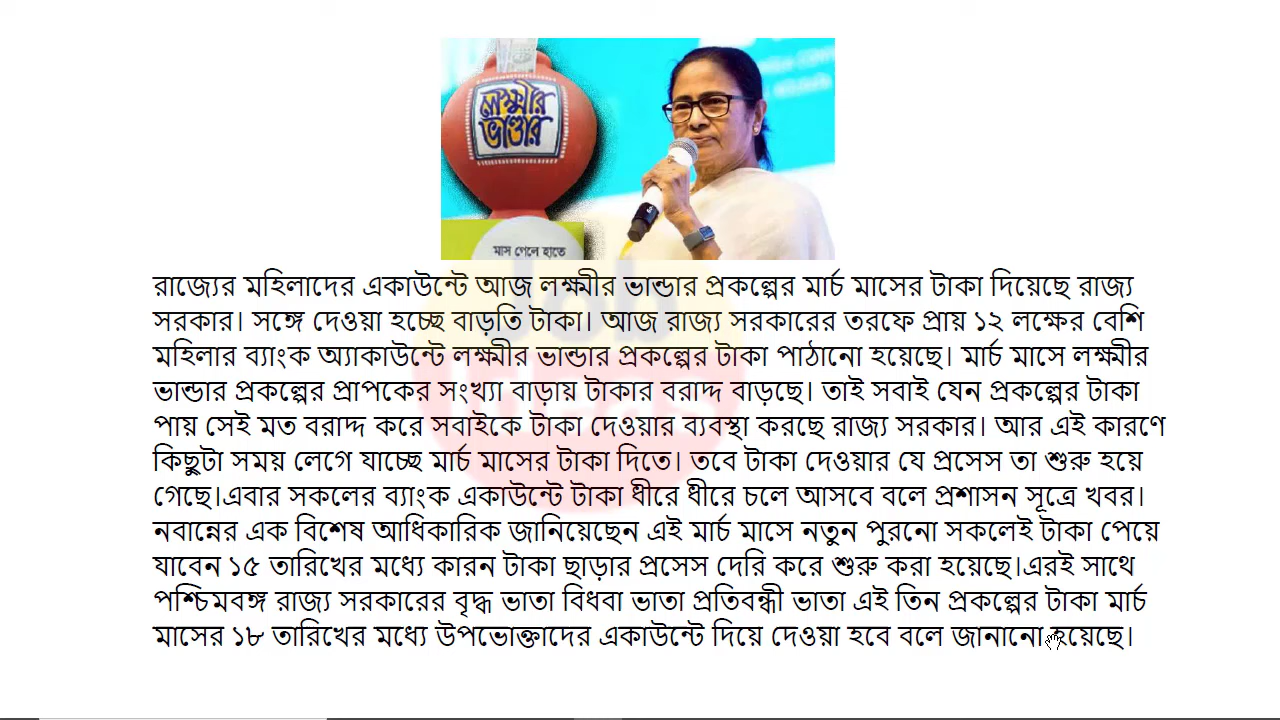 লক্ষ্মীর
ভাণ্ডার
মাস গেলে হাতে
Job
রাজ্যের মহিলাদের একাউন্টে আজ লক্ষ্মীর ভান্ডার প্রকল্পের মার্চ মাসের টাকা দিয়েছে রাজ্য
সরকার। সঙ্গে দেওয়া হচ্ছে বাড়তি টাকা। আজ রাজ্য সরকারের তরফে প্রায় ১২ লক্ষের বেশি
মহিলার ব্যাংক অ্যাকাউন্টে লক্ষ্মীর ভান্ডার প্রকল্পের টাকা পাঠানো হয়েছে। মার্চ মাসে লক্ষ্মীর
ভান্ডার প্রকল্পের প্রাপকের সংখ্যা বাড়ায় টাকার বরাদ্দ বাড়ছে। তাই সবাই যেন প্রকল্পের টাকা
পায় সেই মত বরাদ্দ করে সবাইকে টাকা দেওয়ার ব্যবস্থা করছে রাজ্য সরকার। আর এই কারণে
কিছুটা সময় লেগে যাচ্ছে মার্চ মাসের টাকা দিতে। তবে টাকা দেওয়ার যে প্রসেস তা শুরু হয়ে
গেছে।এবার সকলের ব্যাংক একাউন্টে টাকা ধীরে ধীরে চলে আসবে বলে প্রশাসন সূত্রে খবর।
নবান্নের এক বিশেষ আধিকারিক জানিয়েছেন এই মার্চ মাসে নতুন পুরনো সকলেই টাকা পেয়ে
যাবেন ১৫ তারিখের মধ্যে কারন টাকা ছাড়ার প্রসেস দেরি করে শুরু করা হয়েছে।এরই সাথে
পশ্চিমবঙ্গ রাজ্য সরকারের বৃদ্ধ ভাতা বিধবা ভাতা প্রতিবন্ধী ভাতা এই তিন প্রকল্পের টাকা মার্চ
মাসের ১৮ তারিখের মধ্যে উপভোক্তাদের একাউন্টে দিয়ে দেওয়া হবে বলে জানানো হয়েছে।